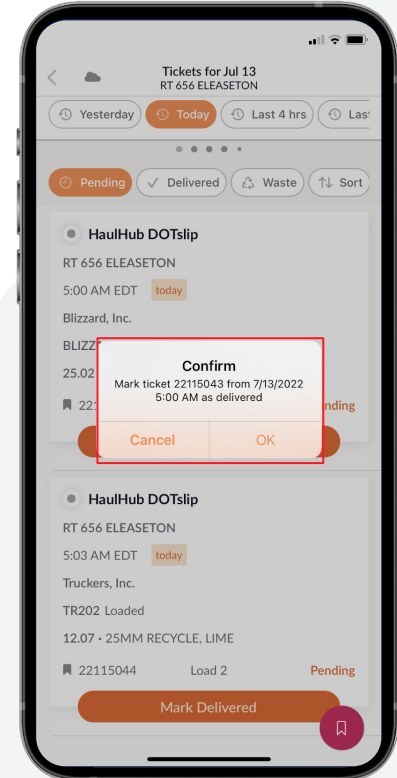 Tickets for Jul 13
RT 656 ELEASETON
Yesterday Today Last 4 hrs
Pending Delivered Waste Sort
HaulHub DOTslip
RT 656 ELEASETON
5:00 AM EDT today
Blizzard, Inc.
25.02
Confirm
Mark ticket 22115043 from 7/13/2022
5:00 AM as delivered
Cancel OK
HaulHub DOTslip
RT 656 ELEASETON
5:03 AM EDT today
Truckers, Inc.
TR202 Loaded
12.07 • 25MM RECYCLE, LIME
22115044 Load 2 Pending
Mark Delivered